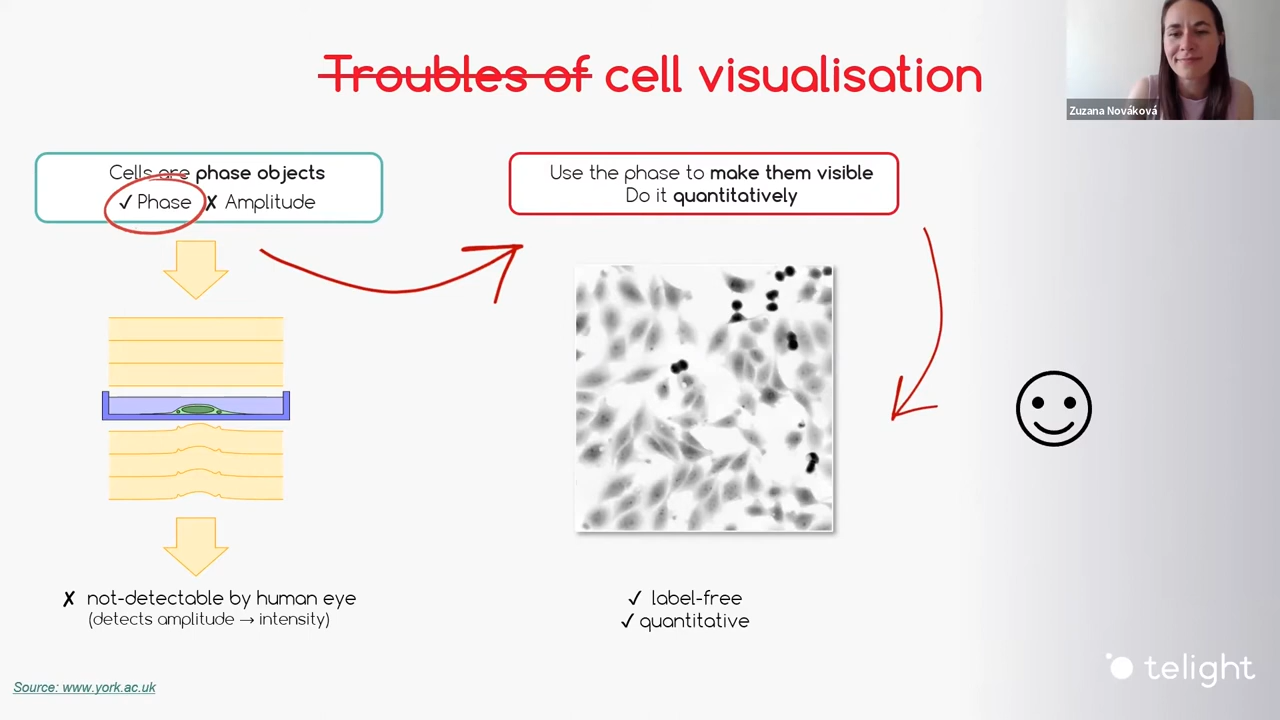 Troubles of cell visualisation
Zuzana Nováková
Cells are phase objects
✓ Phase ✗ Amplitude
Use the phase to make them visible
Do it quantitatively
✗ not-detectable by human eye
(detects amplitude → intensity)
✓ label-free
✓ quantitative
Source: www.york.ac.uk
telight